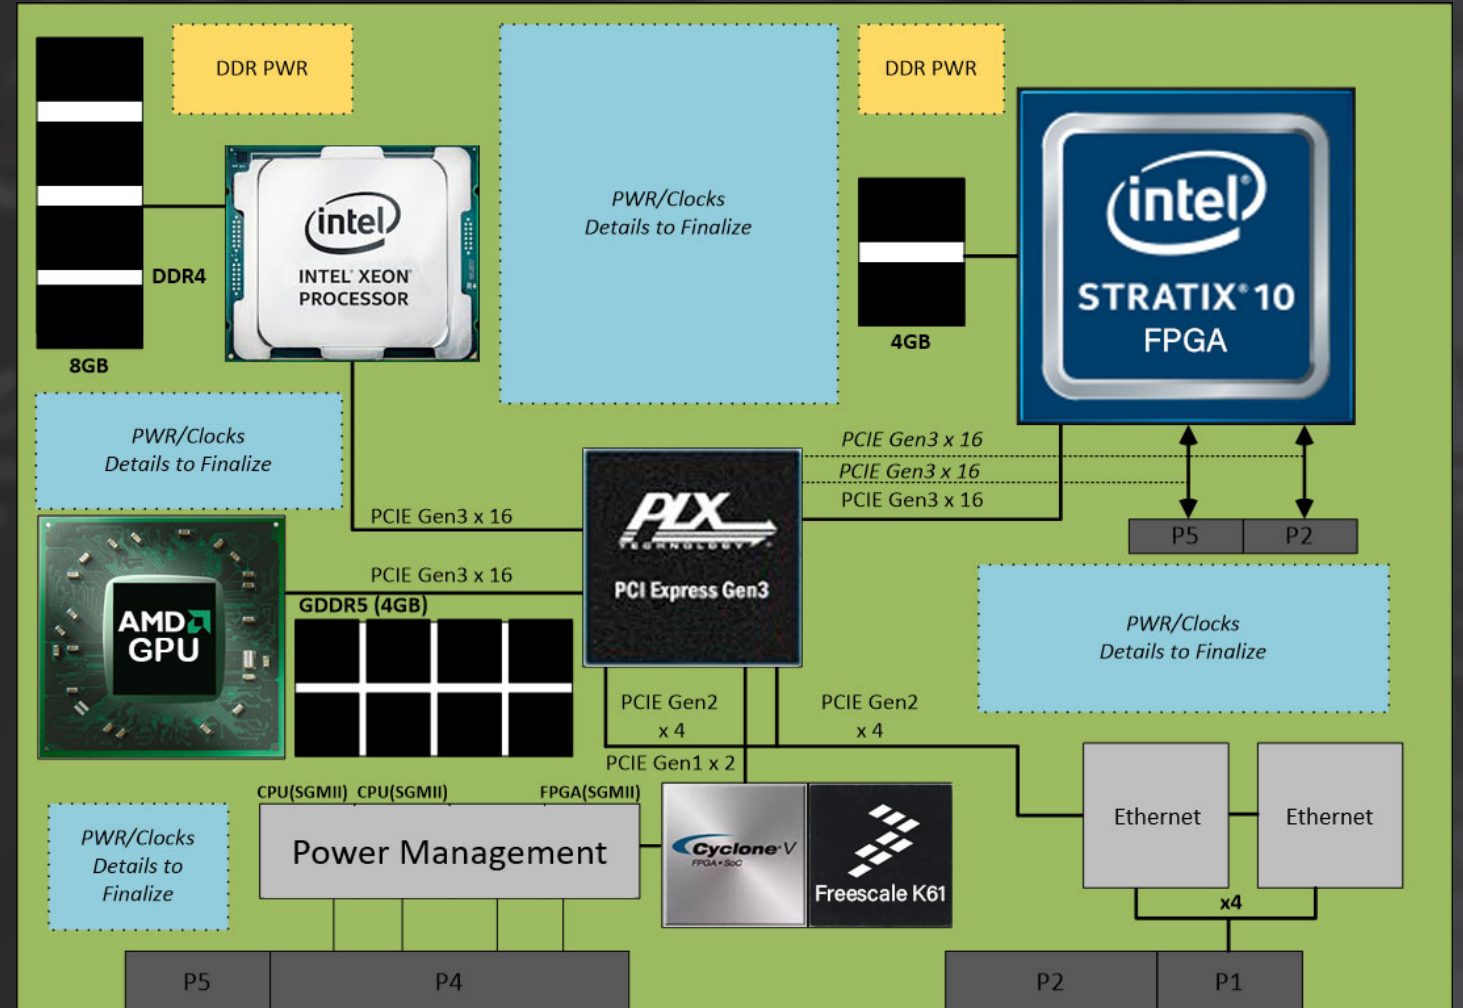 DDR PWR
DDR PWR
PWR/Clocks
Details to Finalize
intel
INTEL® XEON®
PROCESSOR
DDR4
8GB
4GB
intel®
STRATIX® 10
FPGA
PWR/Clocks
Details to Finalize
PCIE Gen3 x 16
PCIE Gen3 x 16
PCIE Gen3 x 16
PCIE Gen3 x 16
PCIE Gen3 x 16
PLX
TECHNOLOGY
PCI Express Gen3
P5
P2
AMD
GPU
GDDR5 (4GB)
PWR/Clocks
Details to Finalize
PCIE Gen2
x 4
PCIE Gen2
x 4
PCIE Gen1 x 2
CPU(SGMII)
CPU(SGMII)
FPGA(SGMII)
Power Management
Cyclone® V
FPGA • SoC
Freescale K61
Ethernet
Ethernet
x4
PWR/Clocks
Details to
Finalize
P5
P4
P2
P1